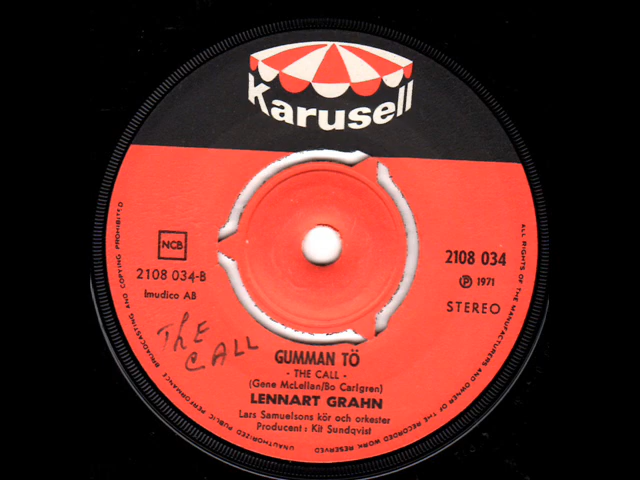 Karusell
NCB
2108 034-B
Imudico AB
2108 034
℗ 1971
STEREO
THE
CALL
GUMMAN TÖ
- THE CALL -
(Gene McLellan/Bo Carlgren)
LENNART GRAHN
Lars Samuelsons kör och orkester
Producent: Kit Sundqvist
ALL RIGHTS OF THE MANUFACTURERS AND OWNER OF THE RECORDED WORK RESERVED
UNAUTHORIZED PUBLIC PERFORMANCE BROADCASTING AND COPYING PROHIBITED